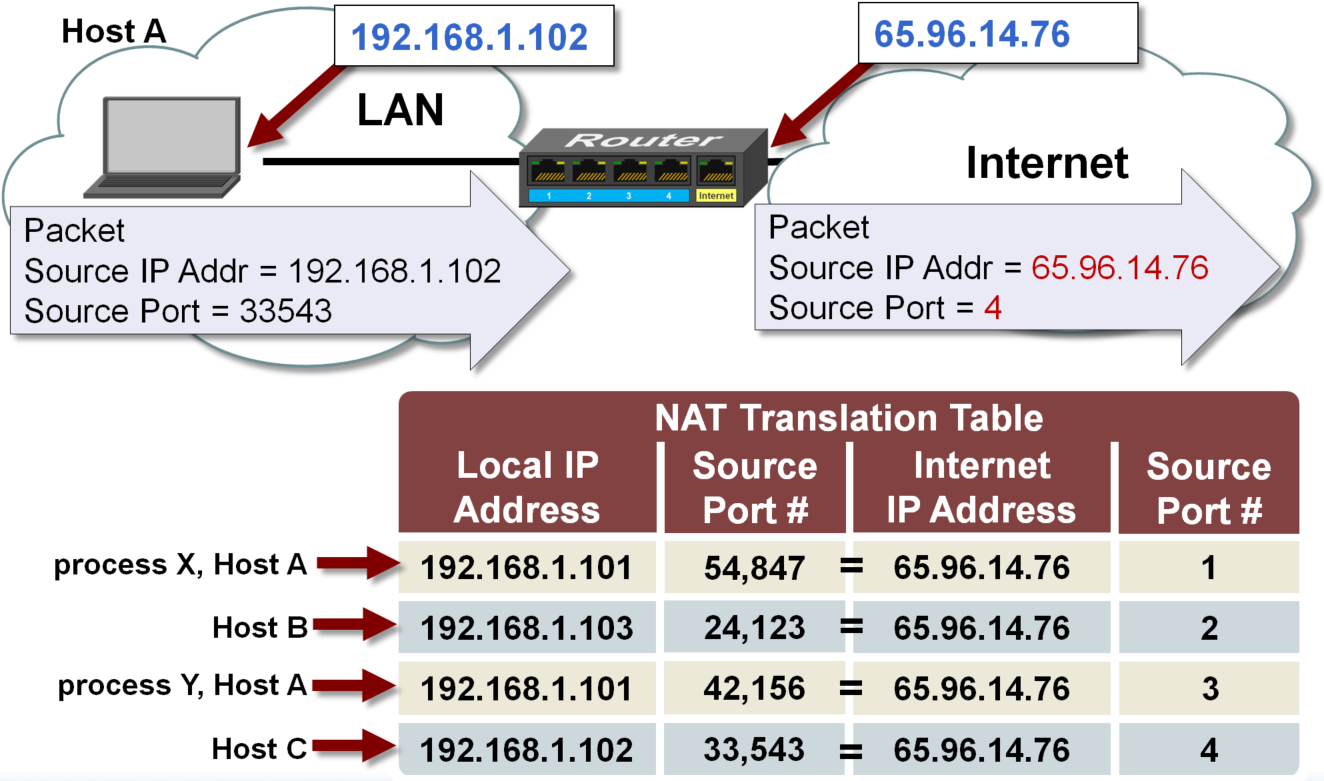 Host A
192.168.1.102
65.96.14.76
LAN
Router
1 2 3 4 Internet
Internet
Packet
Source IP Addr = 192.168.1.102
Source Port = 33543
Packet
Source IP Addr = 65.96.14.76
Source Port = 4
NAT Translation Table
Local IP Address
Source Port #
Internet IP Address
Source Port #
process X, Host A 192.168.1.101 54,847 = 65.96.14.76 1
Host B 192.168.1.103 24,123 = 65.96.14.76 2
process Y, Host A 192.168.1.101 42,156 = 65.96.14.76 3
Host C 192.168.1.102 33,543 = 65.96.14.76 4